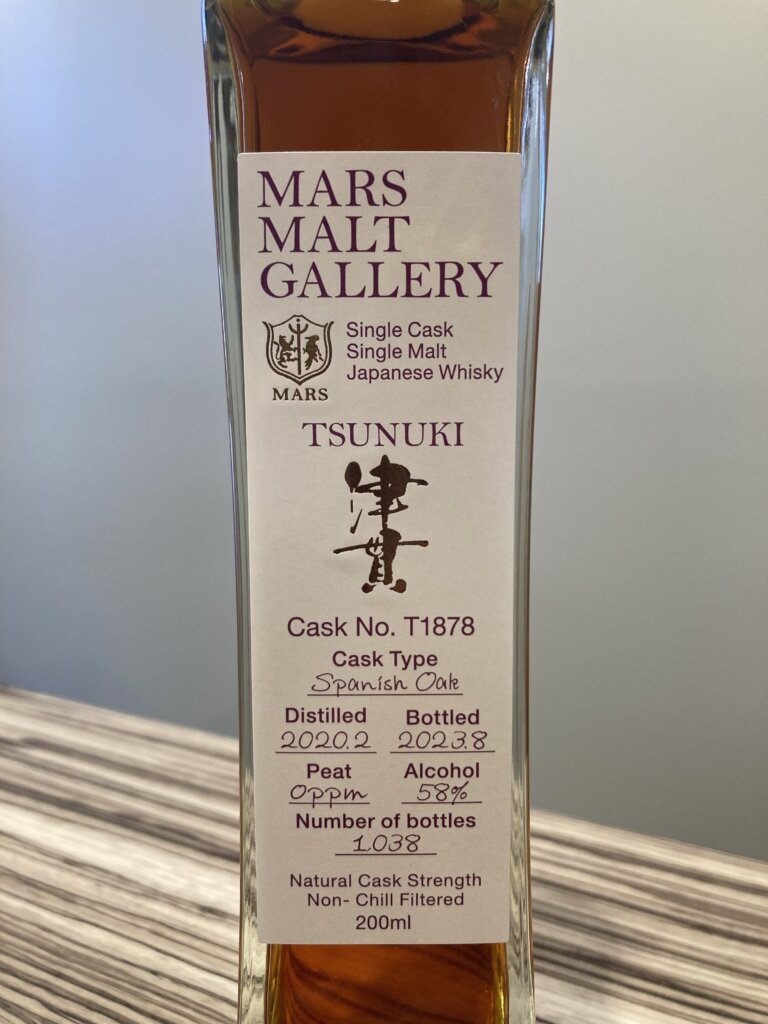 MARS
MALT
GALLERY
MARS
Single Cask
Single Malt
Japanese Whisky
TSUNUKI
津貫
Cask No. T1878
Cask Type
Spanish Oak
Distilled Bottled
2020.2 2023.8
Peat Alcohol
0ppm 58%
Number of bottles
1,038
Natural Cask Strength
Non- Chill Filtered
200ml